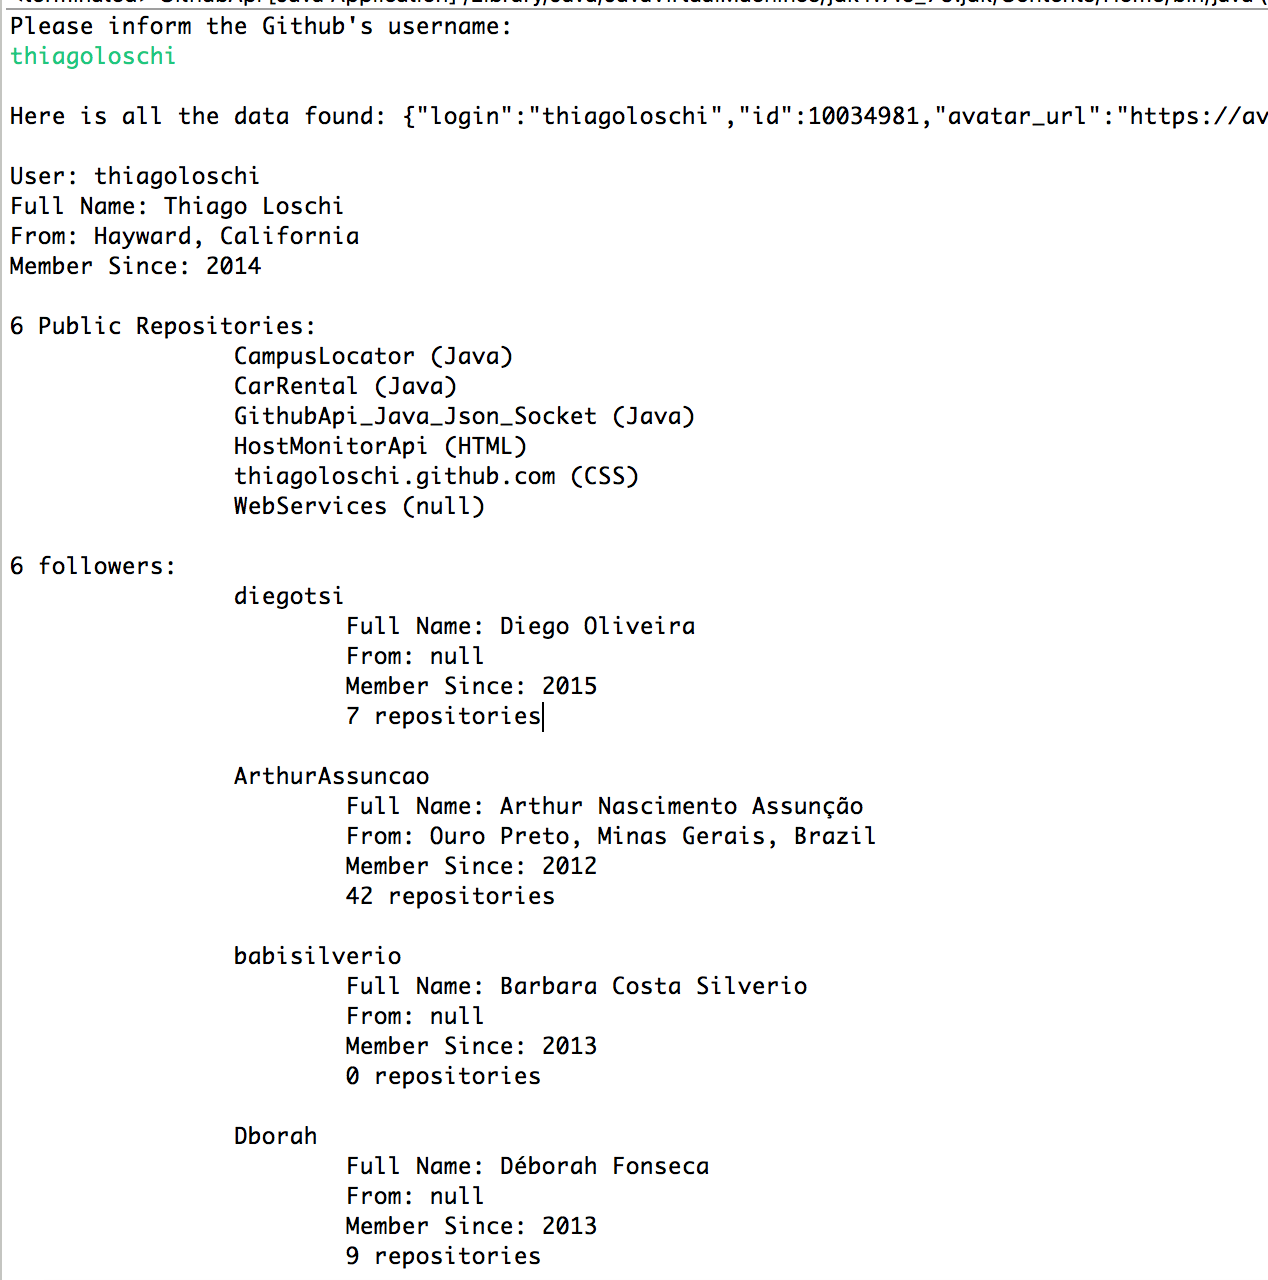 Please inform the Github's username:
thiagoloschi
Here is all the data found: {"login":"thiagoloschi","id":10034981,"avatar_url":"https://av
User: thiagoloschi
Full Name: Thiago Loschi
From: Hayward, California
Member Since: 2014
6 Public Repositories:
CampusLocator (Java)
CarRental (Java)
GithubApi_Java_Json_Socket (Java)
HostMonitorApi (HTML)
thiagoloschi.github.com (CSS)
WebServices (null)
6 followers:
diegotsi
Full Name: Diego Oliveira
From: null
Member Since: 2015
7 repositories
ArthurAssuncao
Full Name: Arthur Nascimento Assunção
From: Ouro Preto, Minas Gerais, Brazil
Member Since: 2012
42 repositories
babisilverio
Full Name: Barbara Costa Silverio
From: null
Member Since: 2013
0 repositories
Dborah
Full Name: Déborah Fonseca
From: null
Member Since: 2013
9 repositories